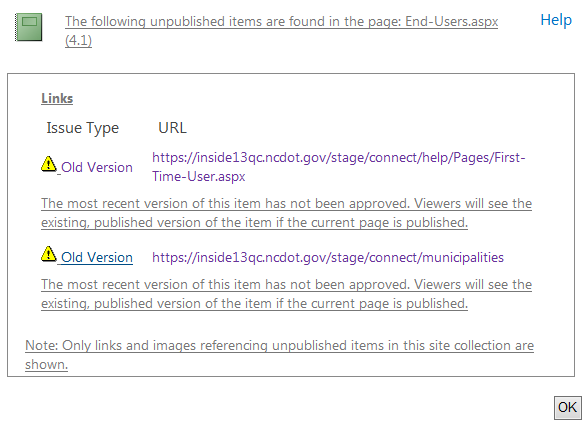 The following unpublished items are found in the page: End-Users.aspx
(4.1)
Help
Links
Issue Type URL
Old Version https://inside13qc.ncdot.gov/stage/connect/help/Pages/First-
Time-User.aspx
The most recent version of this item has not been approved. Viewers will see the
existing, published version of the item if the current page is published.
Old Version https://inside13qc.ncdot.gov/stage/connect/municipalities
The most recent version of this item has not been approved. Viewers will see the
existing, published version of the item if the current page is published.
Note: Only links and images referencing unpublished items in this site collection are
shown.
OK